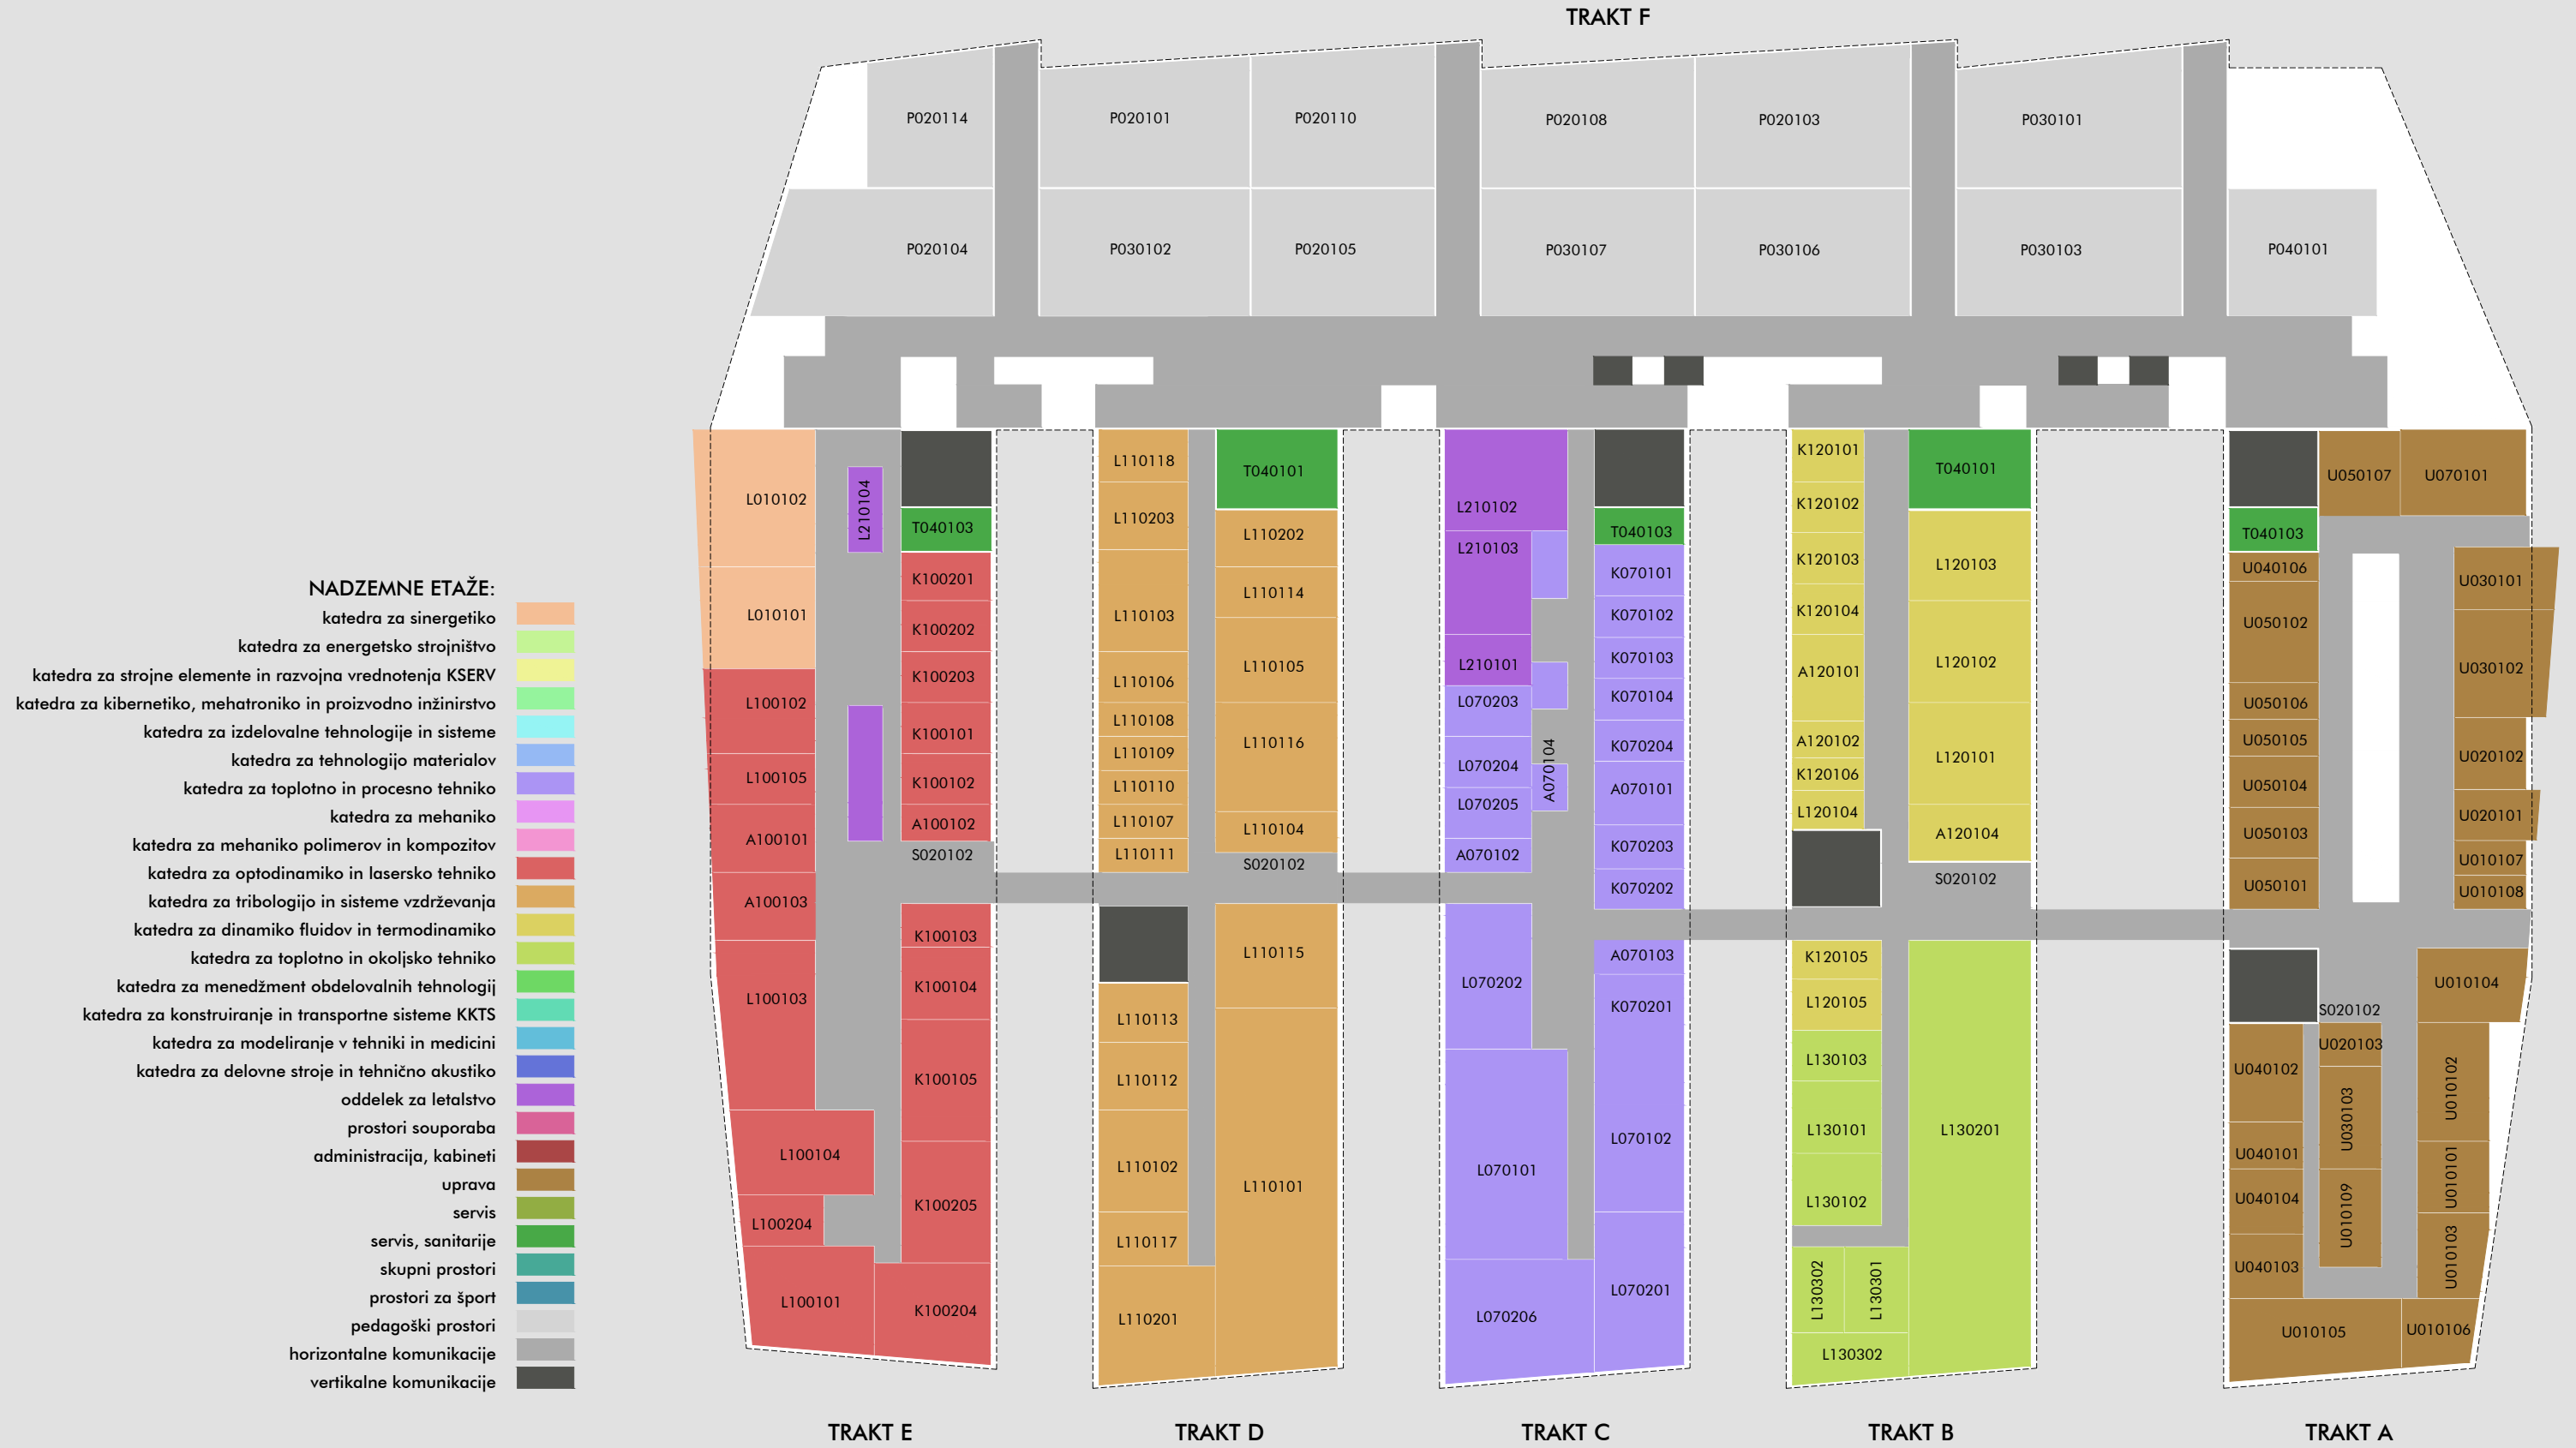 TRAKT F
P020114
P020101
P020110
P020108
P020103
P030101
P020104
P030102
P020105
P030107
P030106
P030103
P040101
NADZEMNE ETAŽE:
katedra za sinergetiko
katedra za energetsko strojništvo
katedra za strojne elemente in razvojna vrednotenja KSERV
katedra za kibernetiko, mehatroniko in proizvodno inžinirstvo
katedra za izdelovalne tehnologije in sisteme
katedra za tehnologijo materialov
katedra za toplotno in procesno tehniko
katedra za mehaniko
katedra za mehaniko polimerov in kompozitov
katedra za optodinamiko in lasersko tehniko
katedra za tribologijo in sisteme vzdrževanja
katedra za dinamiko fluidov in termodinamiko
katedra za toplotno in okoljsko tehniko
katedra za menedžment obdelovalnih tehnologij
katedra za konstruiranje in transportne sisteme KKTS
katedra za modeliranje v tehniki in medicini
katedra za delovne stroje in tehnično akustiko
oddelek za letalstvo
prostori souporaba
administracija, kabineti
uprava
servis
servis, sanitarije
skupni prostori
prostori za šport
pedagoški prostori
horizontalne komunikacije
vertikalne komunikacije
L010102
L010101
L100102
L100105
A100101
A100103
L100103
L100104
L100204
L100101
L210104
T040103
K100201
K100202
K100203
K100101
K100102
A100102
S020102
K100103
K100104
K100105
K100205
K100204
L110118
L110203
L110103
L110106
L110108
L110109
L110110
L110107
L110111
L110113
L110112
L110102
L110117
L110201
T040101
L110202
L110114
L110105
L110116
L110104
S020102
L110115
L110101
L210102
L210103
L210101
L070203
L070204
L070205
A070102
L070202
L070101
L070206
A070104
T040103
K070101
K070102
K070103
K070104
K070204
A070101
K070203
K070202
A070103
K070201
L070102
L070201
K120101
K120102
K120103
K120104
A120101
A120102
K120106
L120104
K120105
L120105
L130103
L130101
L130102
L130302
L130301
L130302
T040101
L120103
L120102
L120101
A120104
S020102
L130201
U050107
U070101
T040103
U040106
U050102
U050106
U050105
U050104
U050103
U050101
U030101
U030102
U020102
U020101
U010107
U010108
U010104
S020102
U020103
U040102
U040101
U040104
U040103
U030103
U010109
U010102
U010101
U010103
U010105
U010106
TRAKT E
TRAKT D
TRAKT C
TRAKT B
TRAKT A